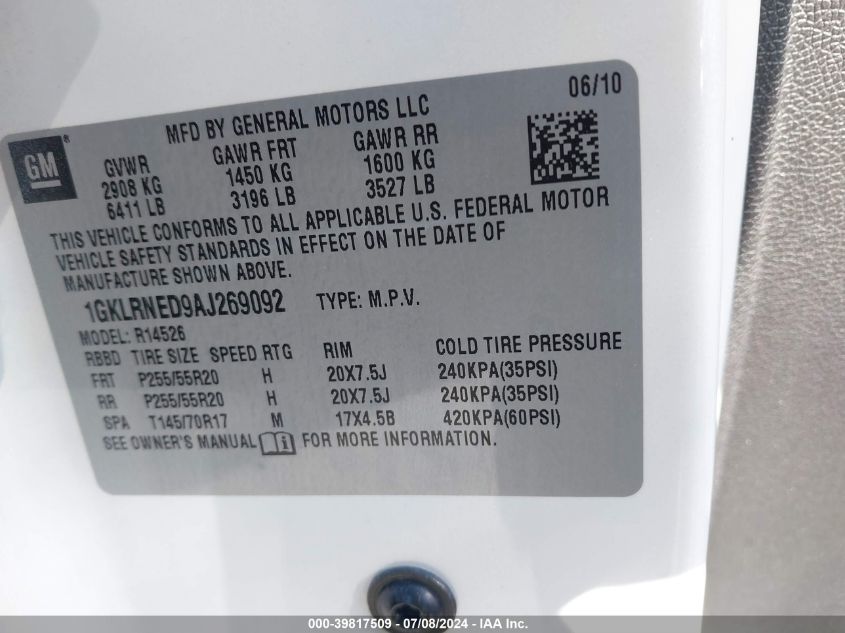 06/10
MFD BY GENERAL MOTORS LLC
GM®
GVWR GAWR FRT GAWR RR
2908 KG 1450 KG 1600 KG
6411 LB 3196 LB 3527 LB
THIS VEHICLE CONFORMS TO ALL APPLICABLE U.S. FEDERAL MOTOR
VEHICLE SAFETY STANDARDS IN EFFECT ON THE DATE OF
MANUFACTURE SHOWN ABOVE.
1GKLRNED9AJ269092 TYPE: M.P.V.
MODEL: R14526
RBBD TIRE SIZE SPEED RTG RIM COLD TIRE PRESSURE
FRT P255/55R20 H 20X7.5J 240KPA(35PSI)
RR P255/55R20 H 20X7.5J 240KPA(35PSI)
SPA T145/70R17 M 17X4.5B 420KPA(60PSI)
SEE OWNER'S MANUAL i FOR MORE INFORMATION.
000-39817509 - 07/08/2024 - IAA Inc.